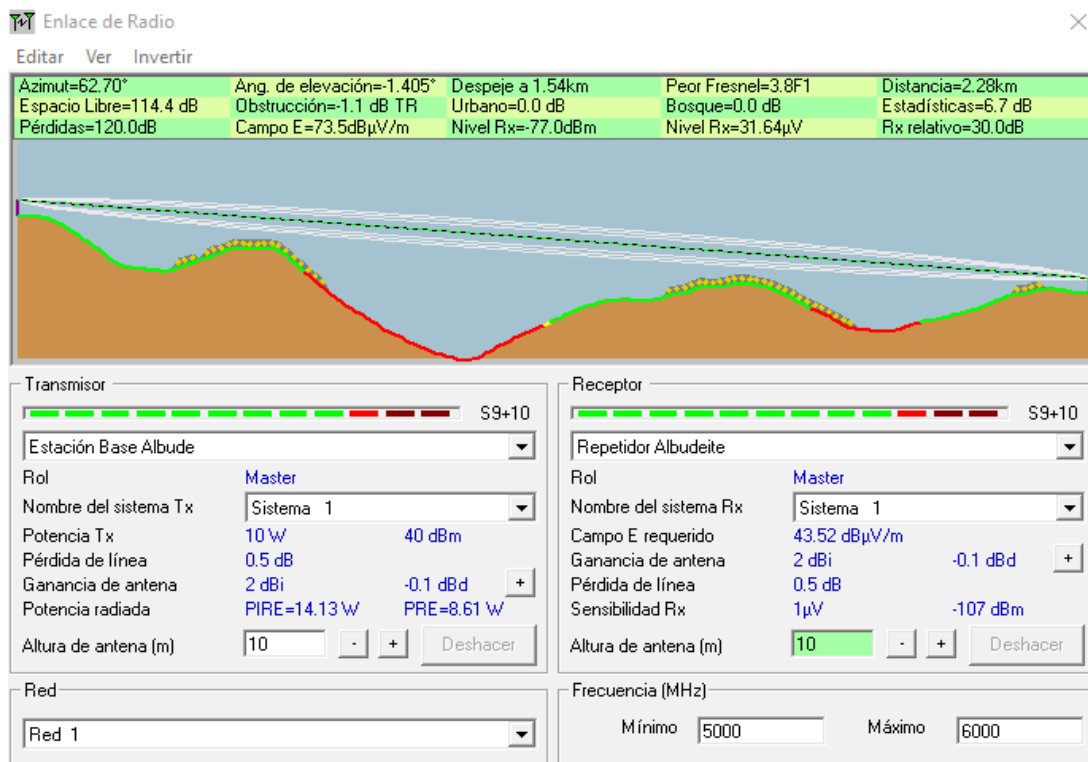 Enlace de Radio
Editar Ver Invertir
Azimut=62.70° Ang. de elevación=-1.405° Despeje a 1.54km Peor Fresnel=3.8F1 Distancia=2.28km
Espacio Libre=114.4 dB Obstrucción=-1.1 dB TR Urbano=0.0 dB Bosque=0.0 dB Estadísticas=6.7 dB
Pérdidas=120.0dB Campo E=73.5dBµV/m Nivel Rx=-77.0dBm Nivel Rx=31.64µV Rx relativo=30.0dB
Transmisor
S9+10
Estación Base Albude
Rol Master
Nombre del sistema Tx Sistema 1
Potencia Tx 10 W 40 dBm
Pérdida de línea 0.5 dB
Ganancia de antena 2 dBi -0.1 dBd +
Potencia radiada PIRE=14.13 W PRE=8.61 W
Altura de antena (m) 10 - + Deshacer
Red
Red 1
Receptor
S9+10
Repetidor Albudeite
Rol Master
Nombre del sistema Rx Sistema 1
Campo E requerido 43.52 dBµV/m
Ganancia de antena 2 dBi -0.1 dBd +
Pérdida de línea 0.5 dB
Sensibilidad Rx 1µV -107 dBm
Altura de antena (m) 10 - + Deshacer
Frecuencia (MHz)
Mínimo 5000 Máximo 6000